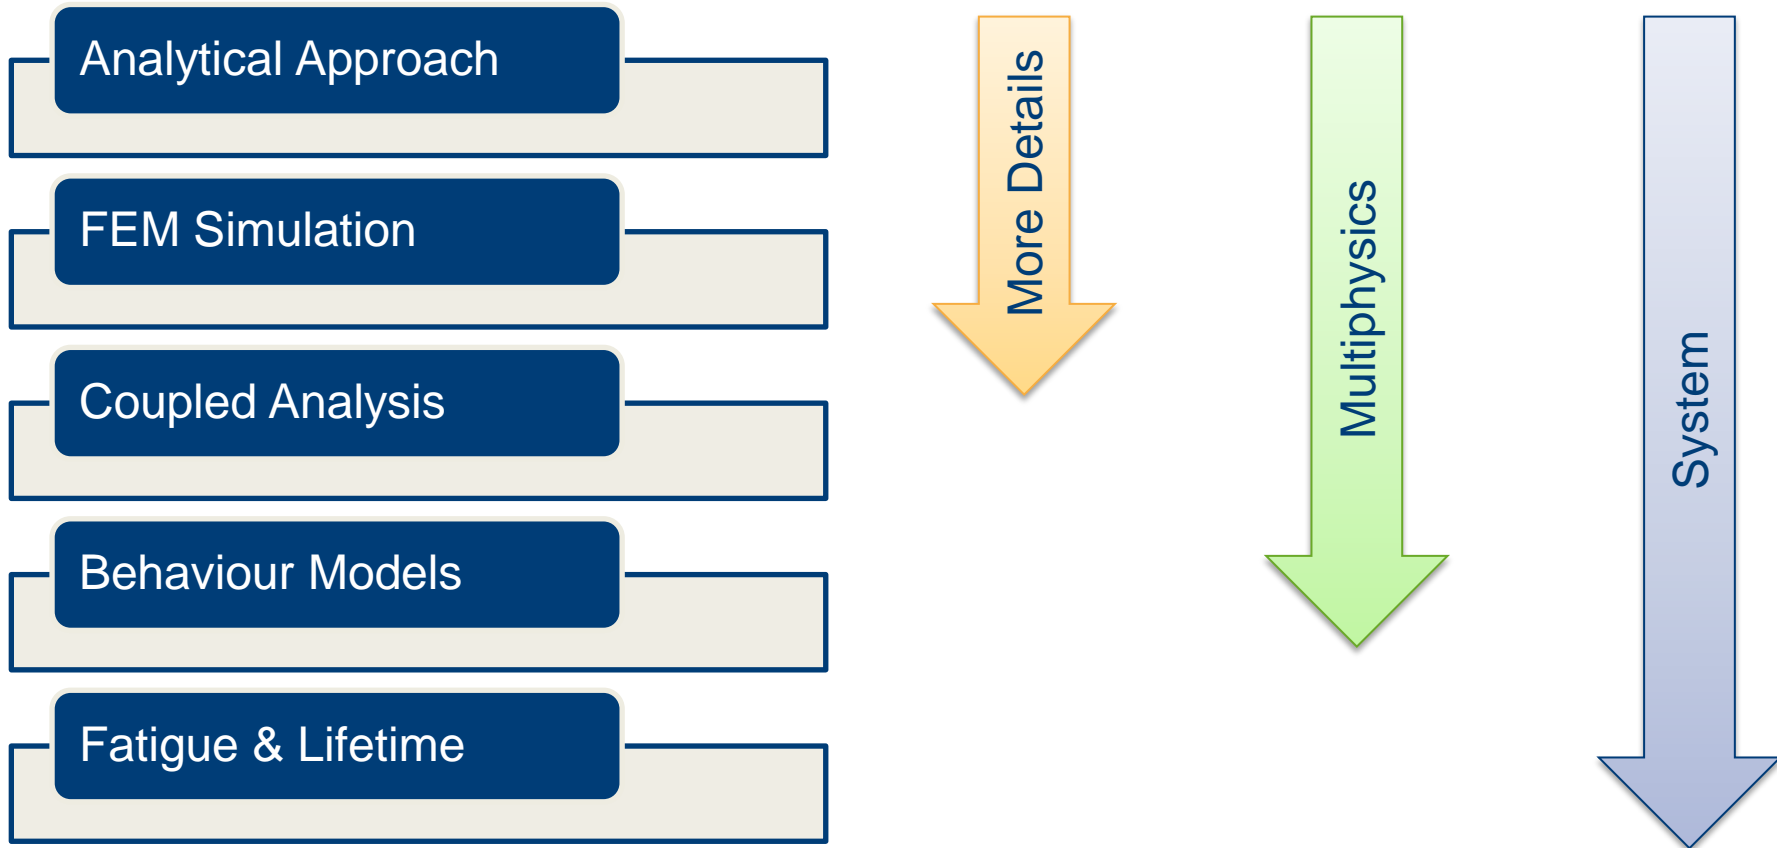 Analytical Approach
FEM Simulation
Coupled Analysis
Behaviour Models
Fatigue & Lifetime
More Details
Multiphysics
System